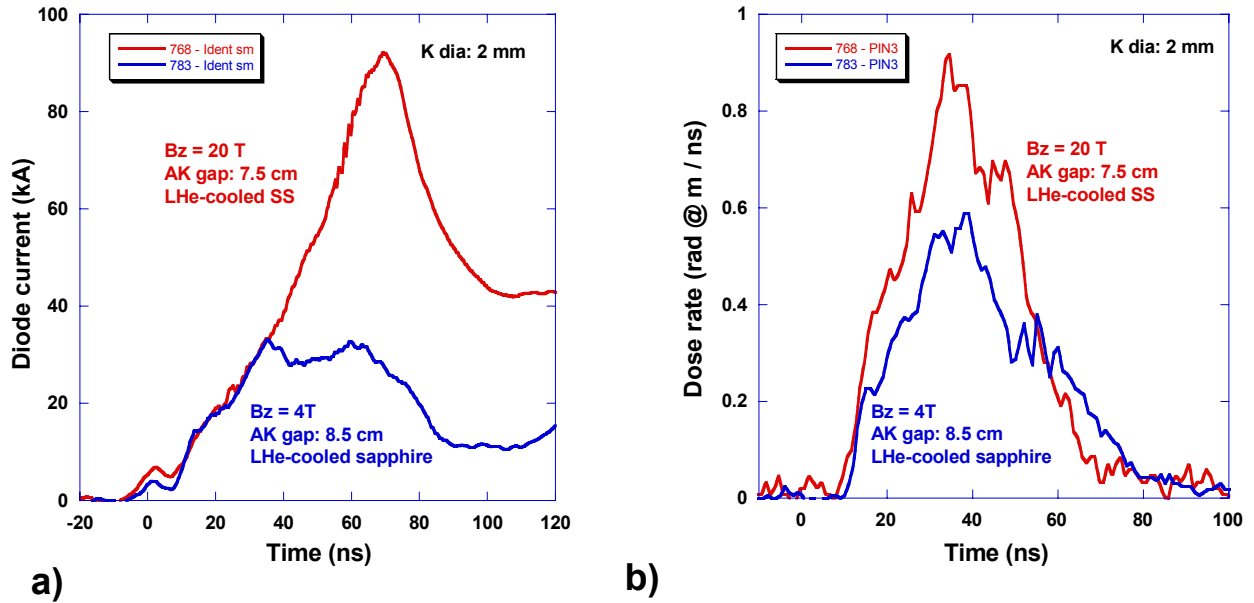 768 - Ident sm
783 - Ident sm
K dia: 2 mm
Bz = 20 T
AK gap: 7.5 cm
LHe-cooled SS
Bz = 4T
AK gap: 8.5 cm
LHe-cooled sapphire
Diode current (kA)
100
80
60
40
20
0
-20 0 20 40 60 80 100 120
Time (ns)
a)
768 - PIN3
783 - PIN3
K dia: 2 mm
Bz = 20 T
AK gap: 7.5 cm
LHe-cooled SS
Bz = 4T
AK gap: 8.5 cm
LHe-cooled sapphire
Dose rate (rad @ m / ns)
1
0.8
0.6
0.4
0.2
0
0 20 40 60 80 100
Time (ns)
b)